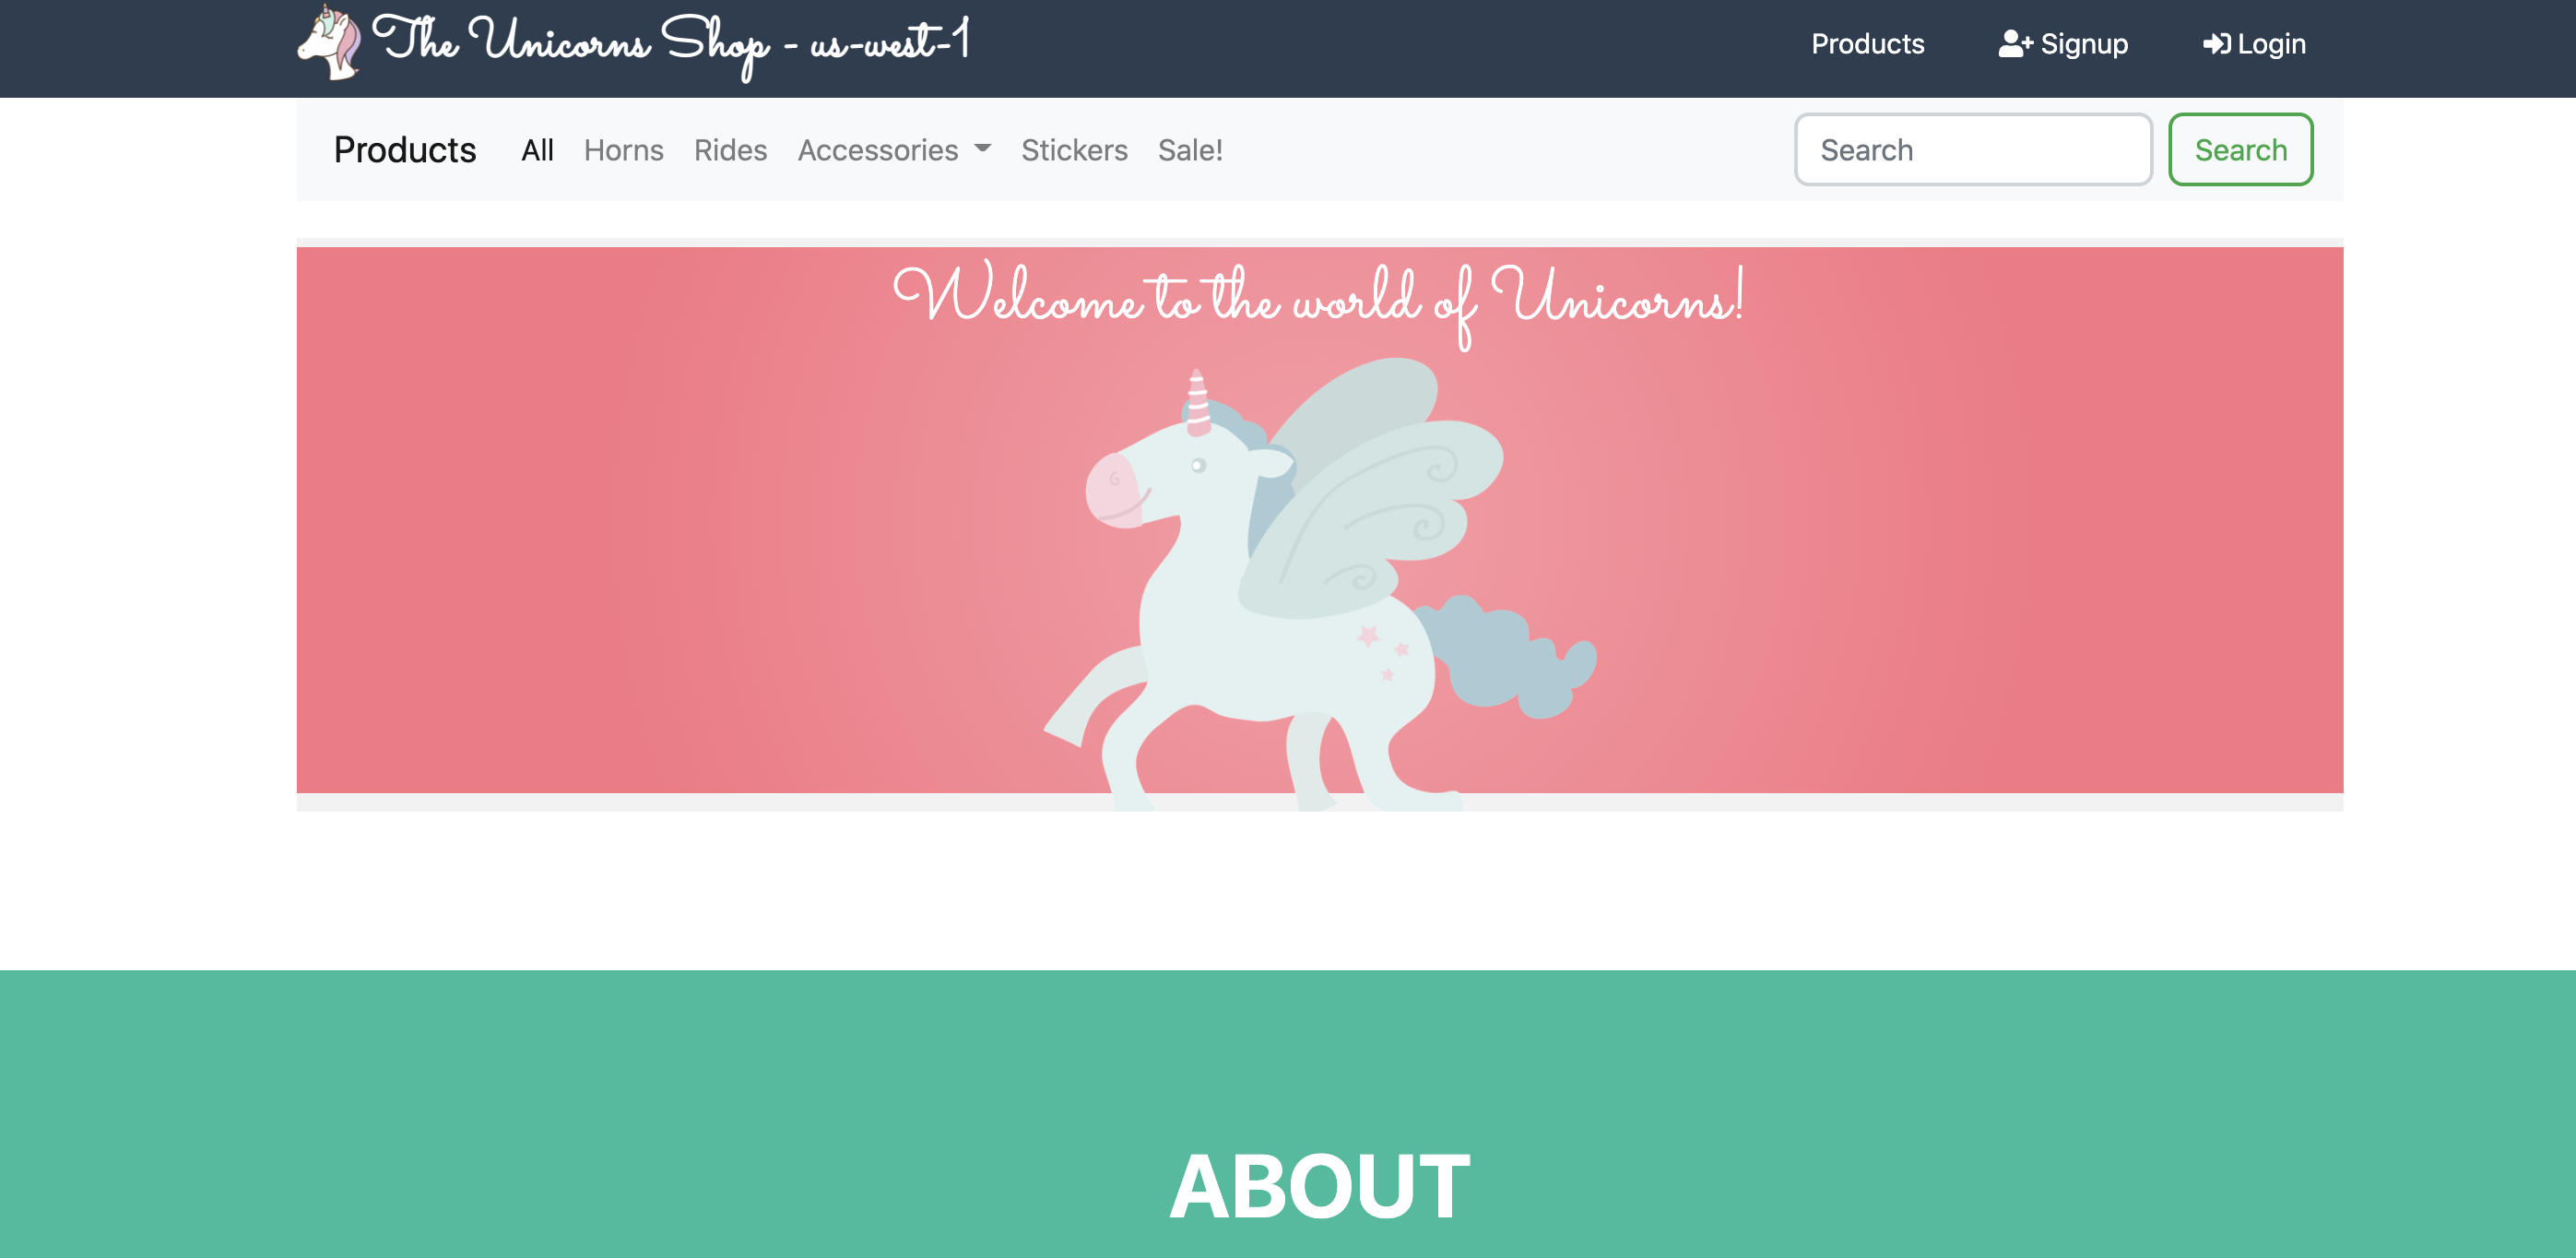 The Unicorns Shop - us-west-1
Products Signup Login
Products All Horns Rides Accessories Stickers Sale! Search Search
Welcome to the world of Unicorns!
ABOUT